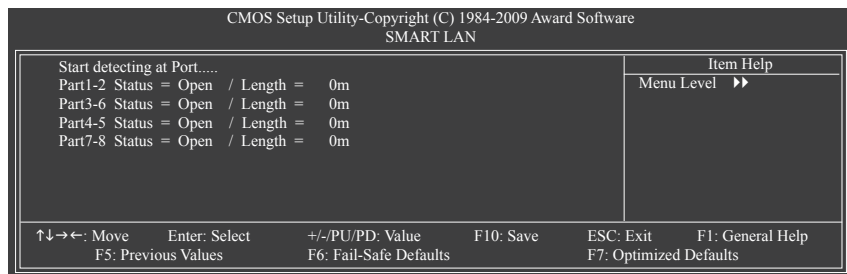 CMOS Setup Utility-Copyright (C) 1984-2009 Award Software
SMART LAN
Start detecting at Port.....
Part1-2 Status = Open / Length = 0m
Part3-6 Status = Open / Length = 0m
Part4-5 Status = Open / Length = 0m
Part7-8 Status = Open / Length = 0m
Item Help
Menu Level ▶▶
↑↓→←: Move Enter: Select +/-/PU/PD: Value F10: Save ESC: Exit F1: General Help
F5: Previous Values F6: Fail-Safe Defaults F7: Optimized Defaults